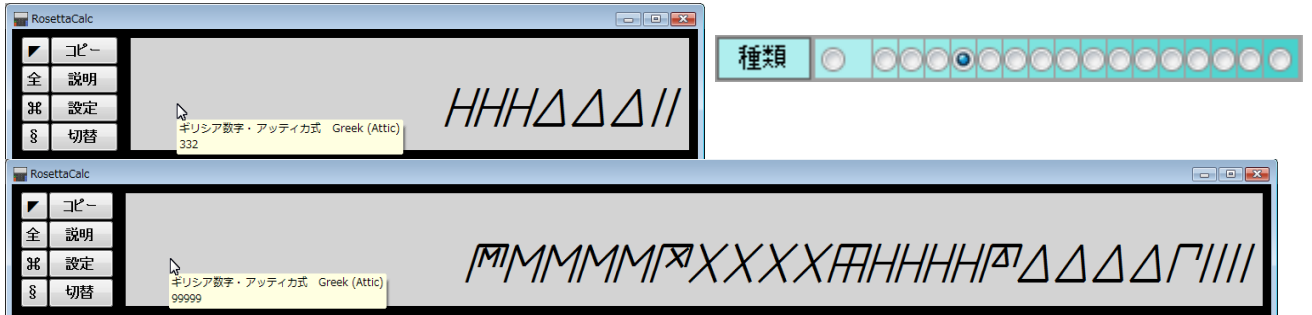 RosettaCalc
◤ コピー
全 説明
⌘ 設定
§ 切替
HHHΔΔΔII
ギリシア数字・アッティカ式 Greek (Attic)
332
種類
RosettaCalc
◤ コピー
全 説明
⌘ 設定
§ 切替
𐅇MMMM𐅆XXXX𐅅HHHH𐅄ΔΔΔΔ𐅃IIII
ギリシア数字・アッティカ式 Greek (Attic)
99999